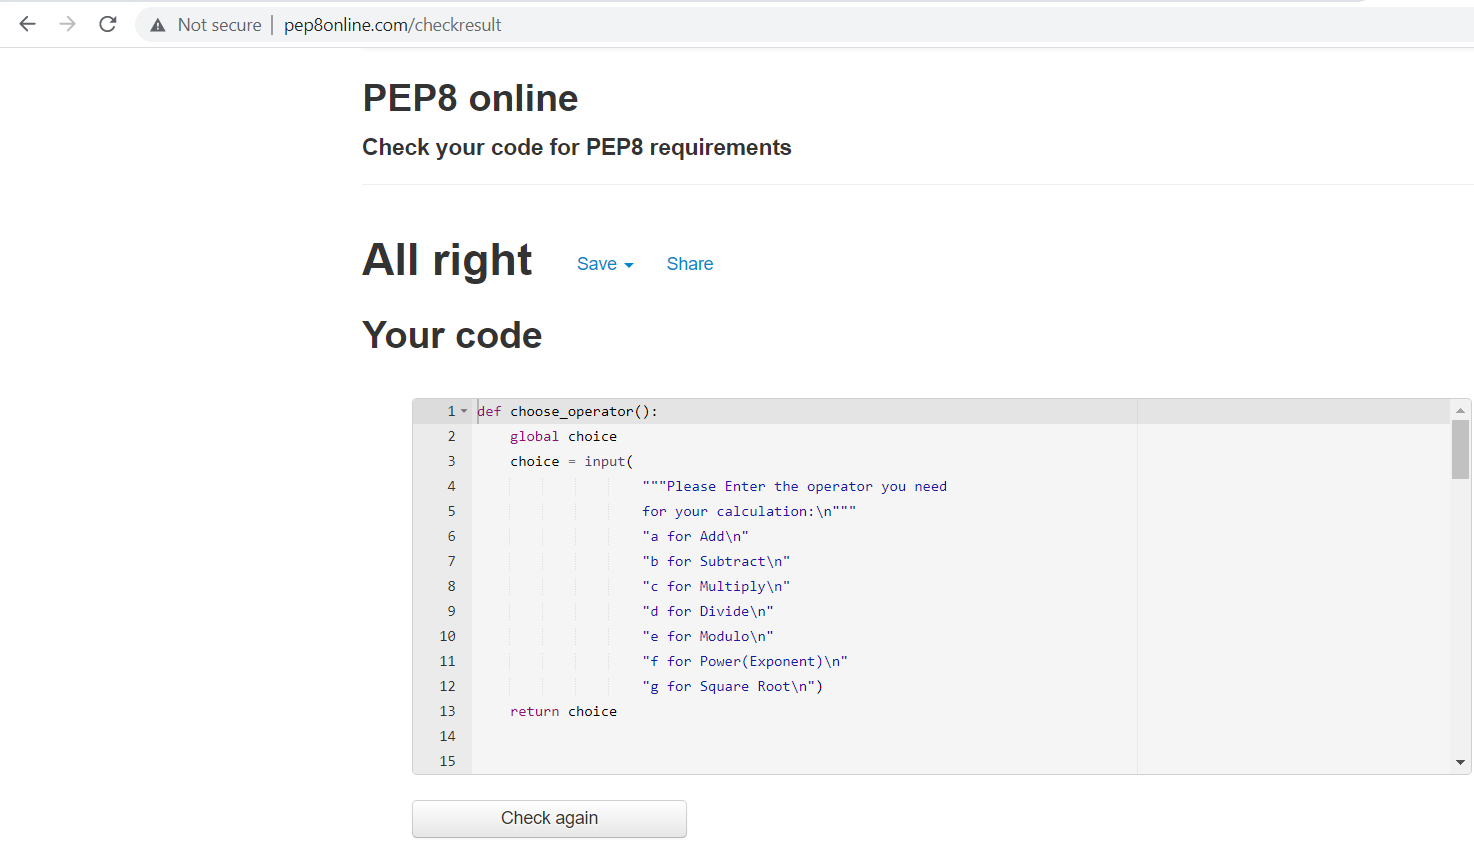 Not secure | pep8online.com/checkresult
PEP8 online
Check your code for PEP8 requirements
All right Save Share
Your code
1 def choose_operator():
2 global choice
3 choice = input(
4 """Please Enter the operator you need
5 for your calculation:\n"""
6 "a for Add\n"
7 "b for Subtract\n"
8 "c for Multiply\n"
9 "d for Divide\n"
10 "e for Modulo\n"
11 "f for Power(Exponent)\n"
12 "g for Square Root\n")
13 return choice
14
15
Check again